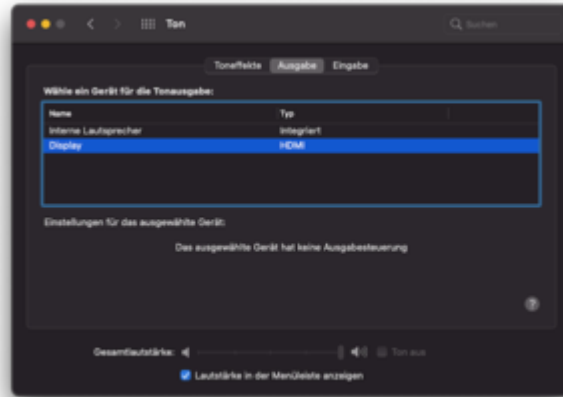 Ton
Suchen
Toneffekte Ausgabe Eingabe
Wähle ein Gerät für die Tonausgabe:
Name Typ
Interne Lautsprecher Integriert
Display HDMI
Einstellungen für das ausgewählte Gerät:
Das ausgewählte Gerät hat keine Ausgabesteuerung
?
Gesamtlautstärke: Ton aus
Lautstärke in der Menüleiste anzeigen